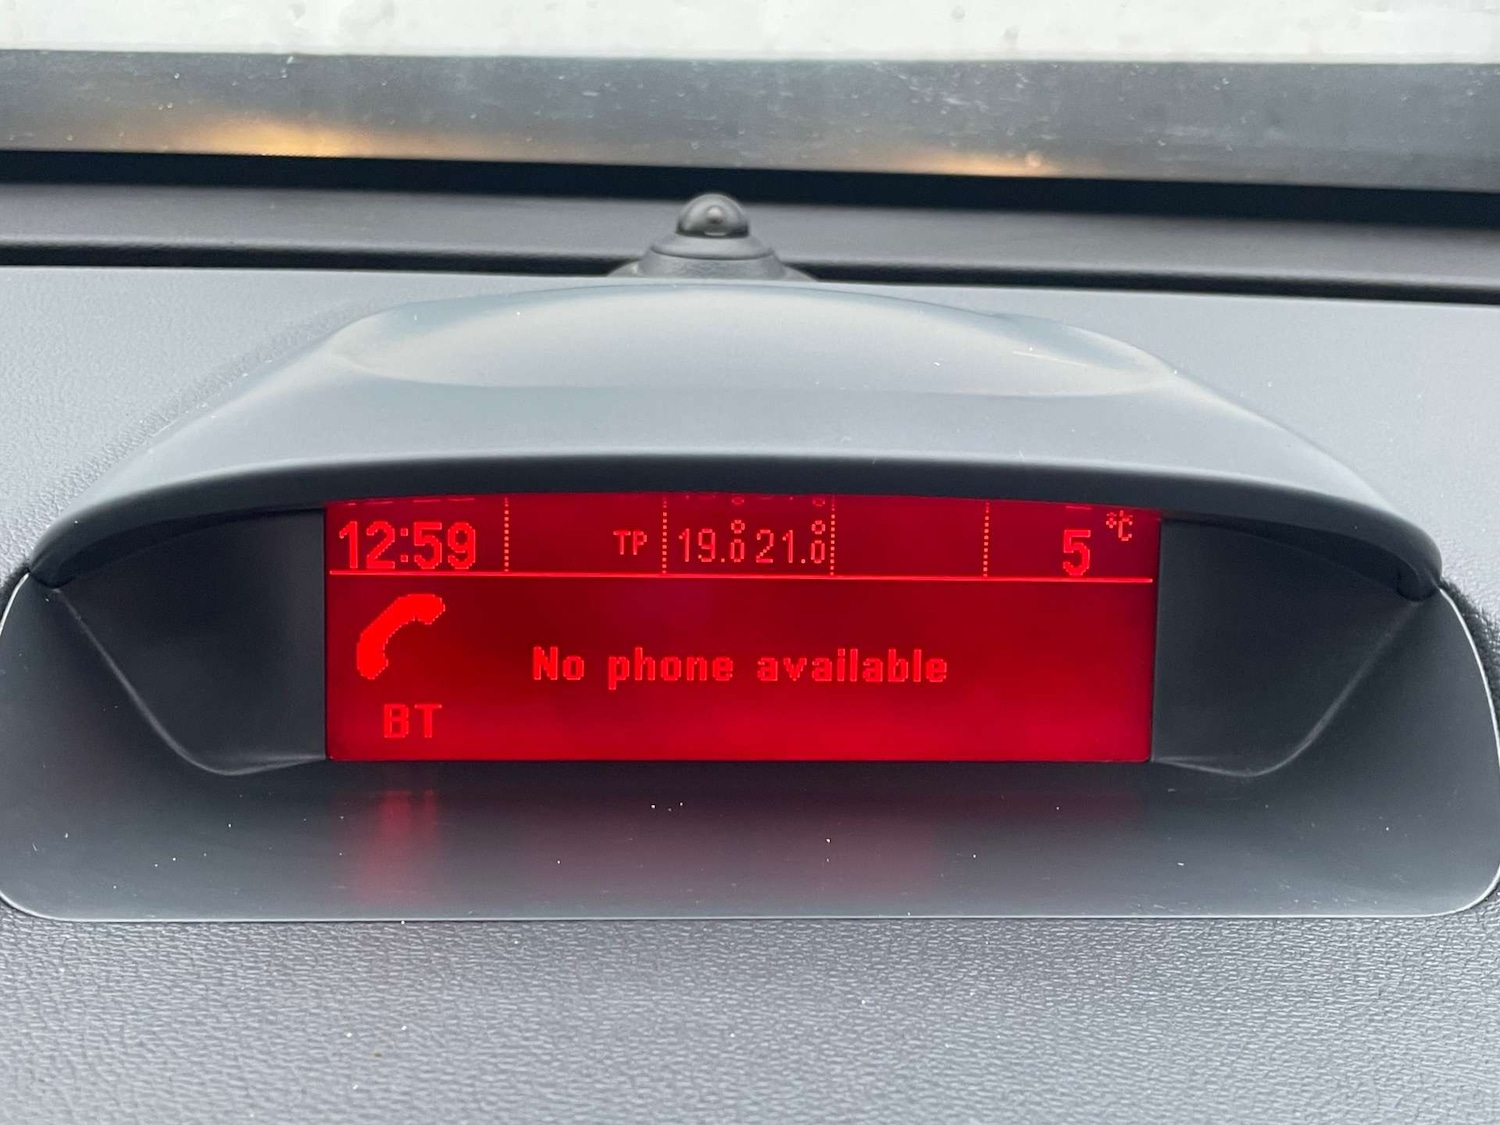 12:59 TP 19.0° 21.0° 5 °C
No phone available
BT